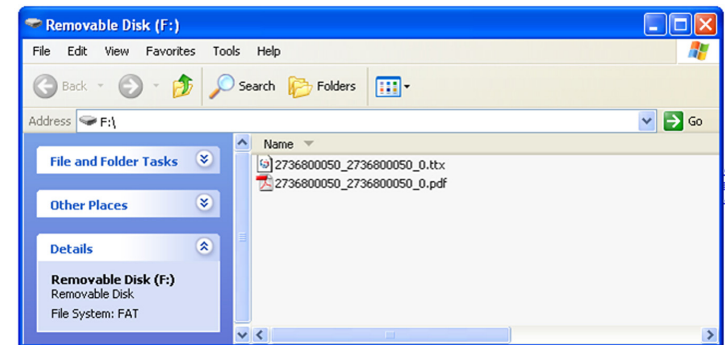 Removable Disk (F:)
File Edit View Favorites Tools Help
Back Search Folders
Address F:\ Go
Name
2736800050_2736800050_0.ttx
2736800050_2736800050_0.pdf
File and Folder Tasks
Other Places
Details
Removable Disk (F:)
Removable Disk
File System: FAT